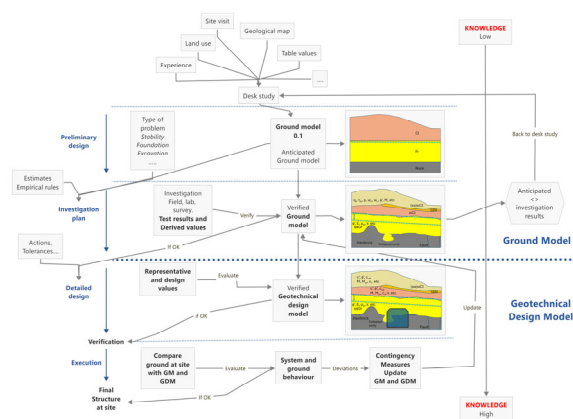 Site visit
Geological map
KNOWLEDGE
Low
Land use
Table values
Experience
....
Desk study
Type of
problem
Stability
Foundation
Excavation
.....
Ground model
0.1
Anticipated
Ground model
Preliminary
design
Back to desk study
Estimates
Empirical rules
Investigation
plan
Investigation
Field, lab,
survey.
Test results and
Derived values
Verify
Verified
Ground
model
Anticipated
<>
investigation
results
Actions,
Tolerances...
if OK
Ground Model
Detailed
design
Representative
and design
values
Evaluate
Verified
Geotechnical
design
Model
Geotechnical
Design Model
Update
if OK
Verification
Execution
Compare
ground at site
with GM and
GDM
Evaluate
System and
ground
behaviour
Deviations
Contingency
Measures
Update
GM and GDM
If OK
Final
Structure
at site
KNOWLEDGE
High